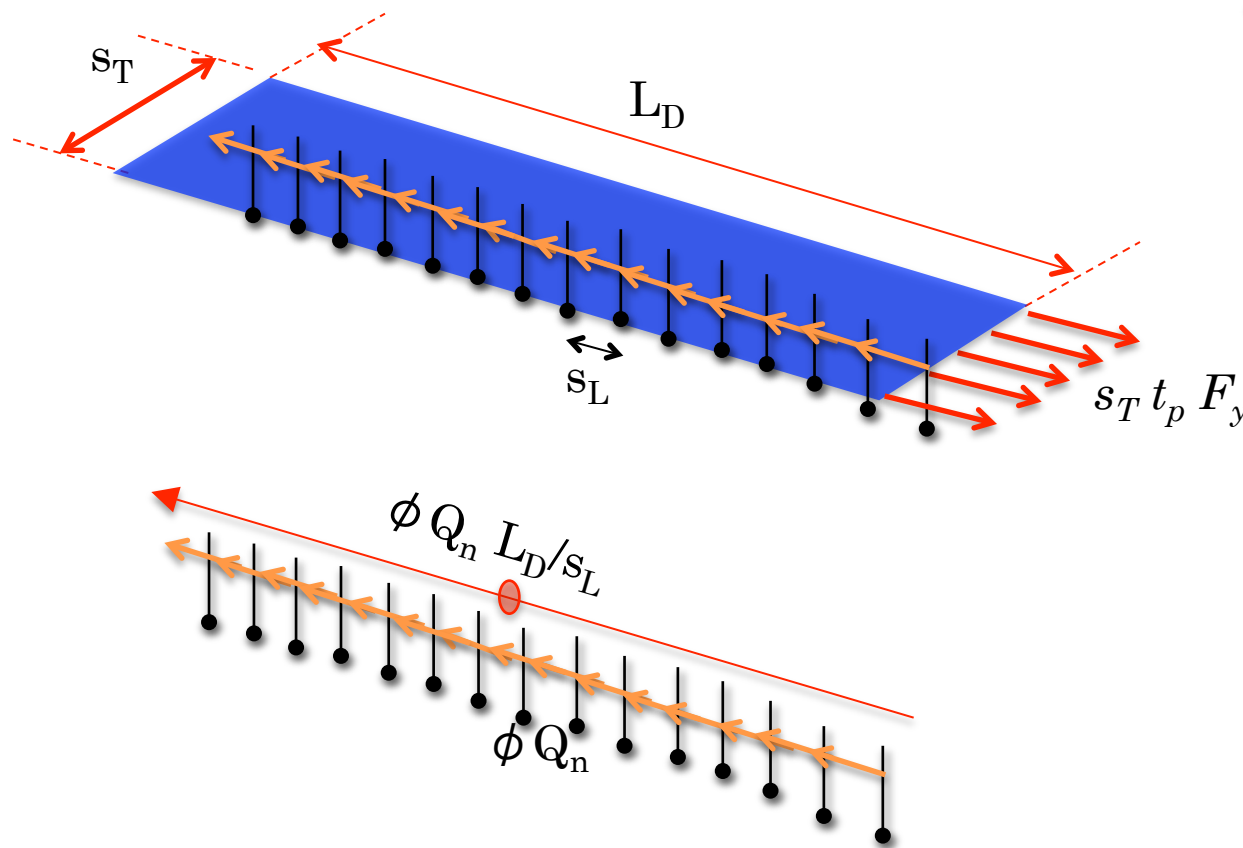 s_T
L_D
s_L
s_T t_p F_y
ϕ Q_n L_D/s_L
ϕ Q_n